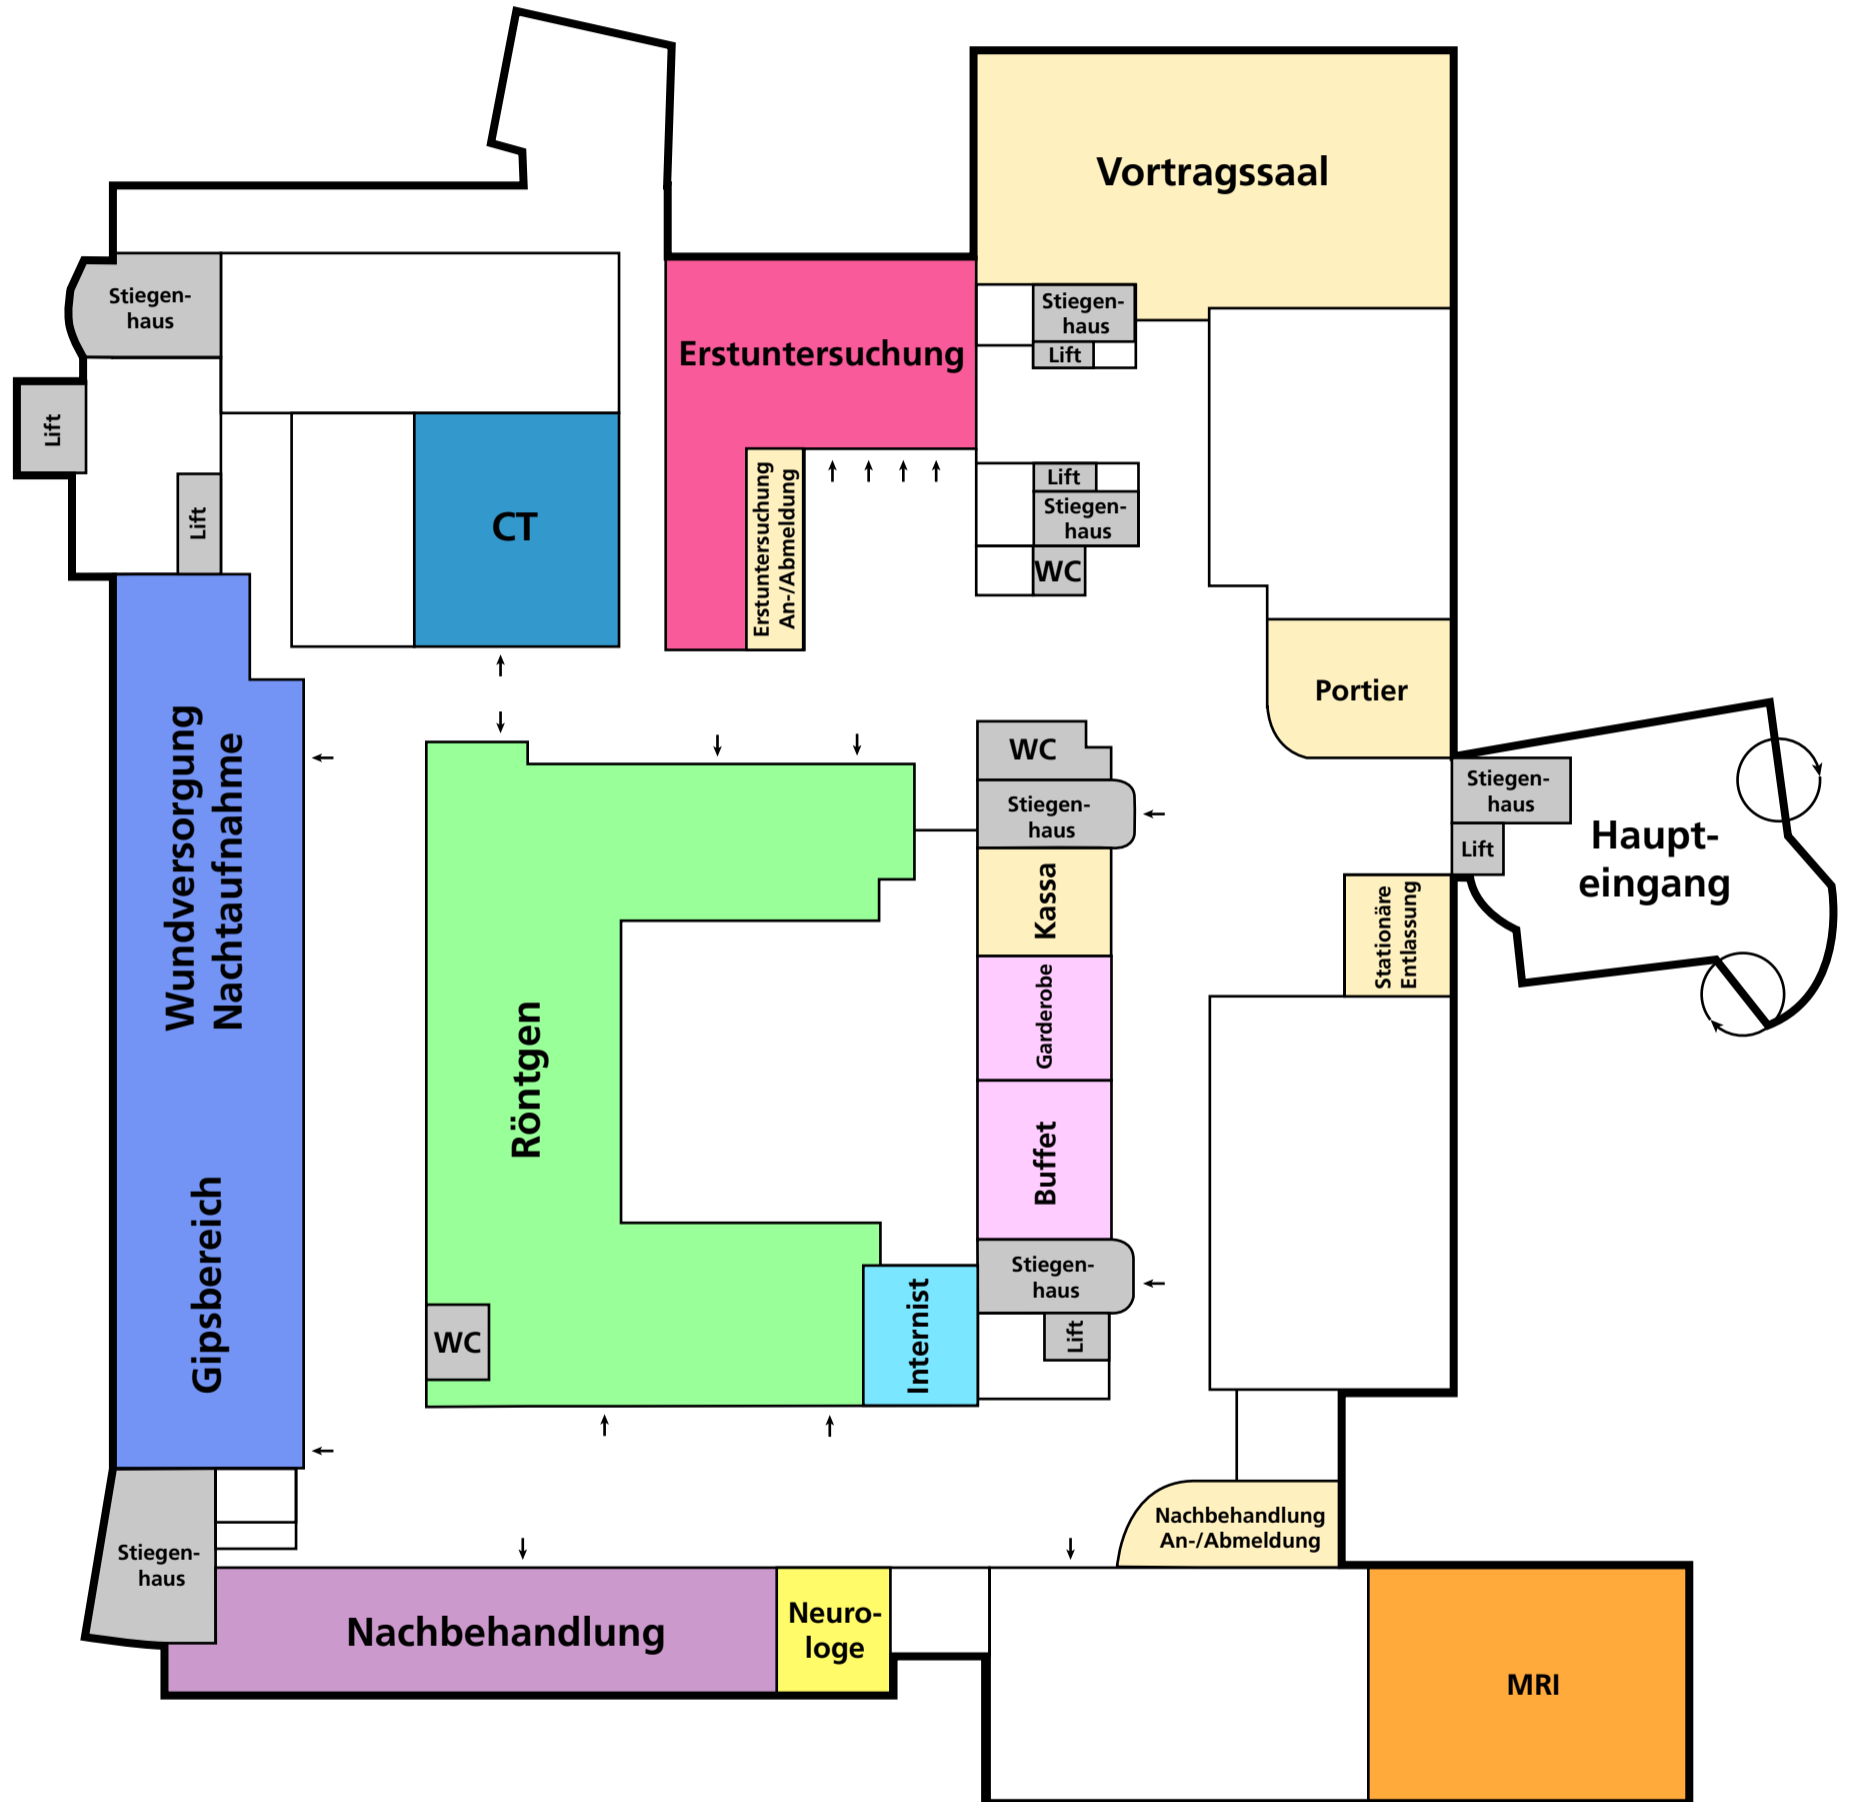 Vortragssaal
Stiegen-
haus
Stiegen-
haus
Lift
Erstuntersuchung
Lift
Erstuntersuchung
An-/Abmeldung
Lift
Stiegen-
haus
WC
Lift
CT
Portier
Wundversorgung
Nachtaufnahme
WC
Stiegen-
haus
Stiegen-
haus
Lift
Haupt-
eingang
Kassa
Stationäre
Entlassung
Garderobe
Röntgen
Buffet
Gipsbereich
Stiegen-
haus
Lift
Internist
WC
Nachbehandlung
An-/Abmeldung
Stiegen-
haus
Nachbehandlung
Neuro-
loge
MRI